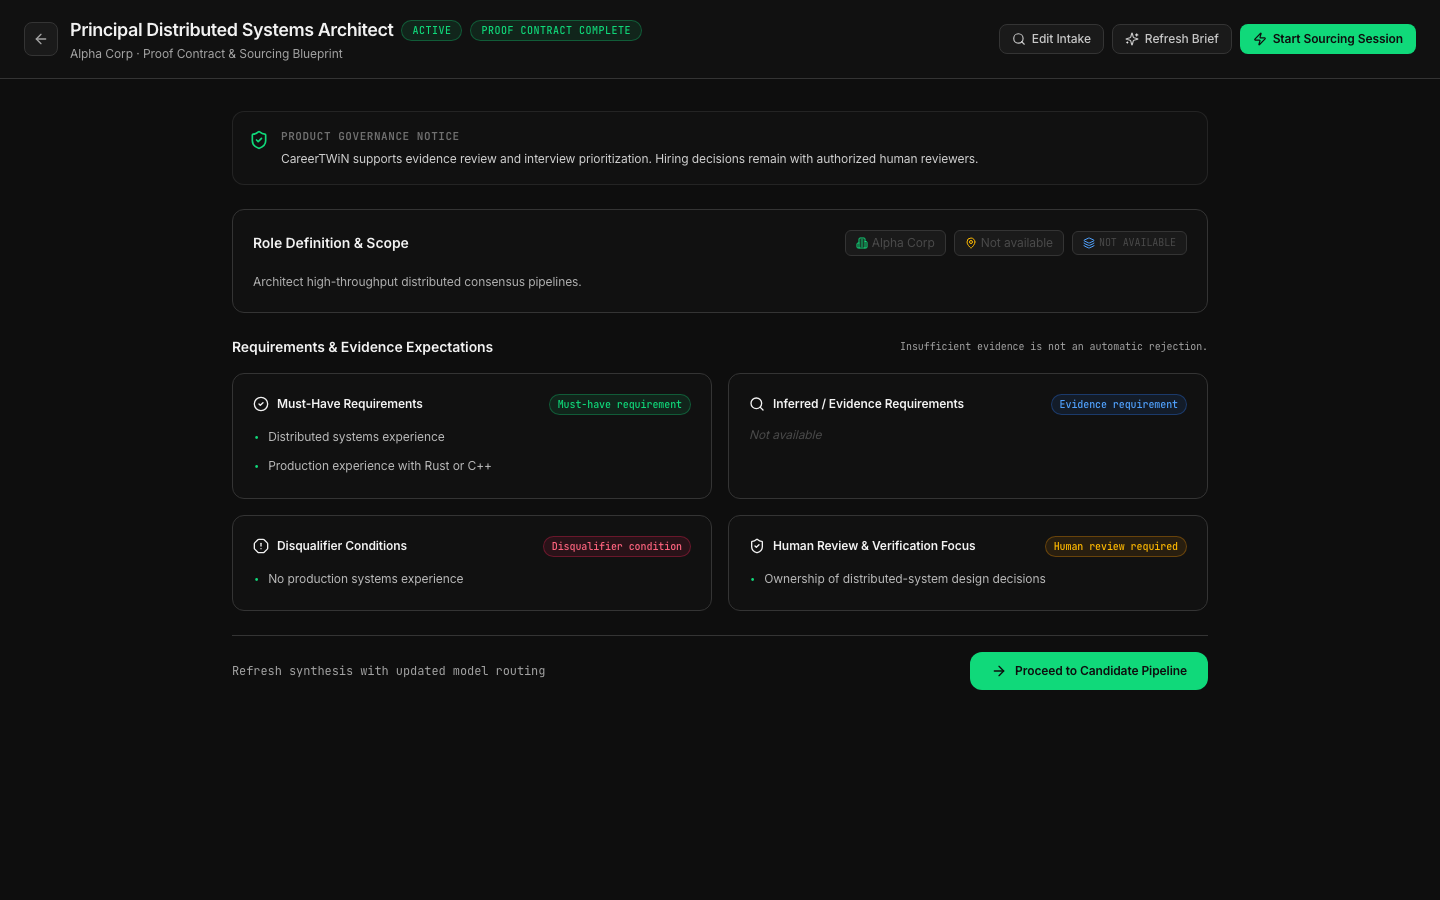 Principal Distributed Systems Architect
ACTIVE
PROOF CONTRACT COMPLETE
Alpha Corp · Proof Contract & Sourcing Blueprint
Edit Intake
Refresh Brief
Start Sourcing Session
PRODUCT GOVERNANCE NOTICE
CareerTWiN supports evidence review and interview prioritization. Hiring decisions remain with authorized human reviewers.
Role Definition & Scope
Alpha Corp
Not available
NOT AVAILABLE
Architect high-throughput distributed consensus pipelines.
Requirements & Evidence Expectations
Insufficient evidence is not an automatic rejection.
Must-Have Requirements
Must-have requirement
• Distributed systems experience
• Production experience with Rust or C++
Inferred / Evidence Requirements
Evidence requirement
Not available
Disqualifier Conditions
Disqualifier condition
• No production systems experience
Human Review & Verification Focus
Human review required
• Ownership of distributed-system design decisions
Refresh synthesis with updated model routing
Proceed to Candidate Pipeline